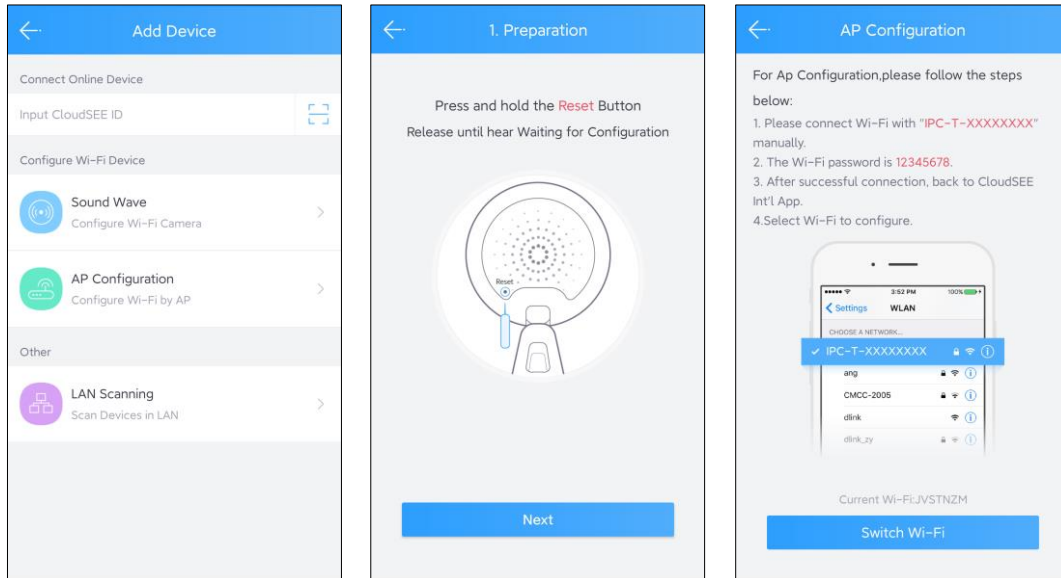 Add Device
Connect Online Device
Input CloudSEE ID
Configure Wi-Fi Device
Sound Wave
Configure Wi-Fi Camera
AP Configuration
Configure Wi-Fi by AP
Other
LAN Scanning
Scan Devices in LAN
1. Preparation
Press and hold the Reset Button
Release until hear Waiting for Configuration
Reset
Next
AP Configuration
For Ap Configuration,please follow the steps
below:
1. Please connect Wi-Fi with "IPC-T-XXXXXXXX"
manually.
2. The Wi-Fi password is 12345678.
3. After successful connection, back to CloudSEE
Int'l App.
4.Select Wi-Fi to configure.
3:52 PM 100%
Settings WLAN
CHOOSE A NETWORK...
IPC-T-XXXXXXXX
ang
CMCC-2005
dlink
dlink_zy
Current Wi-Fi:JVSTNZM
Switch Wi-Fi